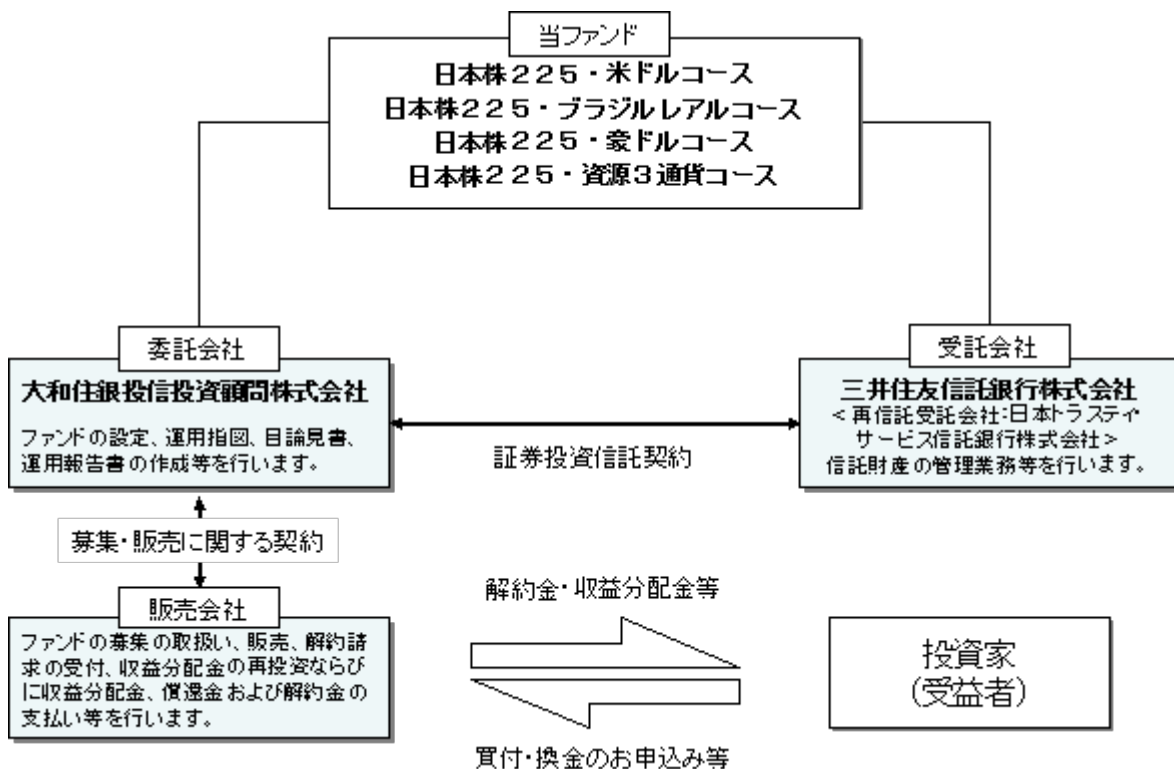 当ファンド
日本株２２５・米ドルコース
日本株２２５・ブラジルレアルコース
日本株２２５・豪ドルコース
日本株２２５・資源３通貨コース
委託会社
大和住銀投信投資顧問株式会社
ファンドの設定、運用指図、目論見書、
運用報告書の作成等を行います。
受託会社
三井住友信託銀行株式会社
＜再信託受託会社:日本トラスティ
サービス信託銀行株式会社＞
信託財産の管理業務等を行います。
証券投資信託契約
募集・販売に関する契約
販売会社
ファンドの募集の取扱い、販売、解約請
求の受付、収益分配金の再投資ならび
に収益分配金、償還金および解約金の
支払い等を行います。
解約金・収益分配金等
買付・換金のお申込み等
投資家
(受益者)